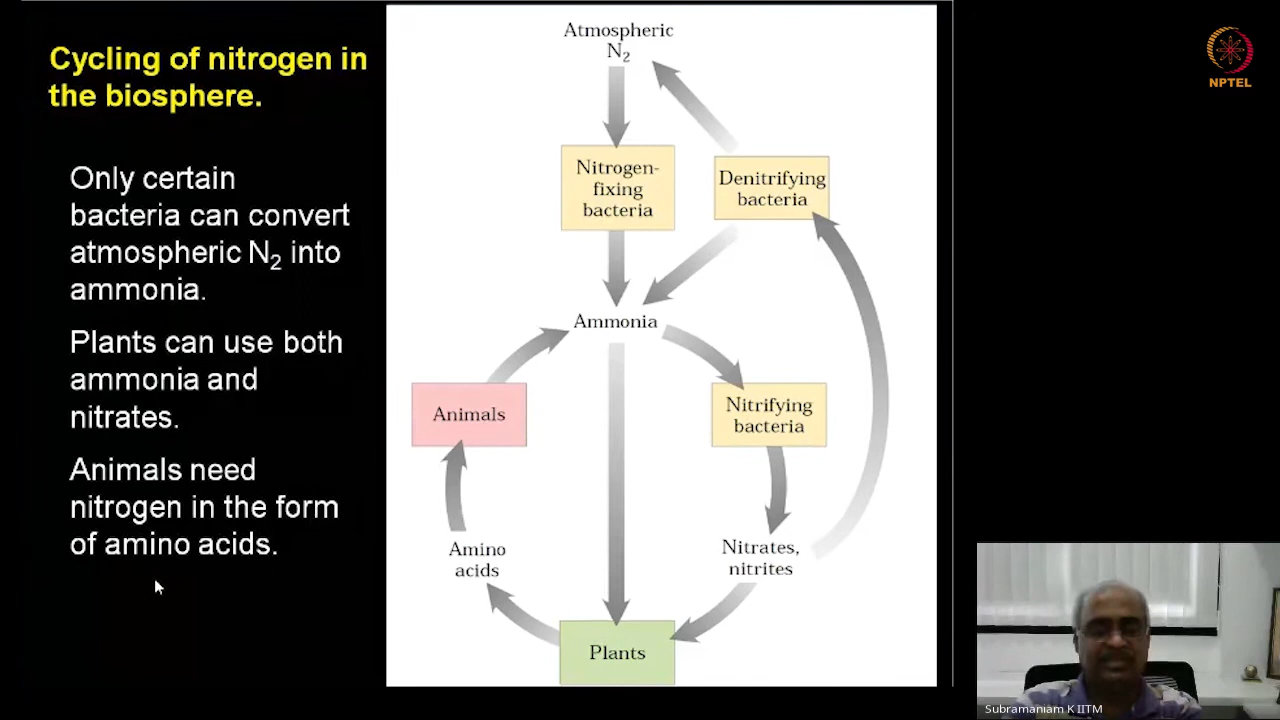 Cycling of nitrogen in
the biosphere.
Only certain
bacteria can convert
atmospheric N₂ into
ammonia.
Plants can use both
ammonia and
nitrates.
Animals need
nitrogen in the form
of amino acids.
Atmospheric
N₂
Nitrogen-
fixing
bacteria
Denitrifying
bacteria
Ammonia
Animals
Nitrifying
bacteria
Amino
acids
Nitrates,
nitrites
Plants
NPTEL
Subramaniam K IITM